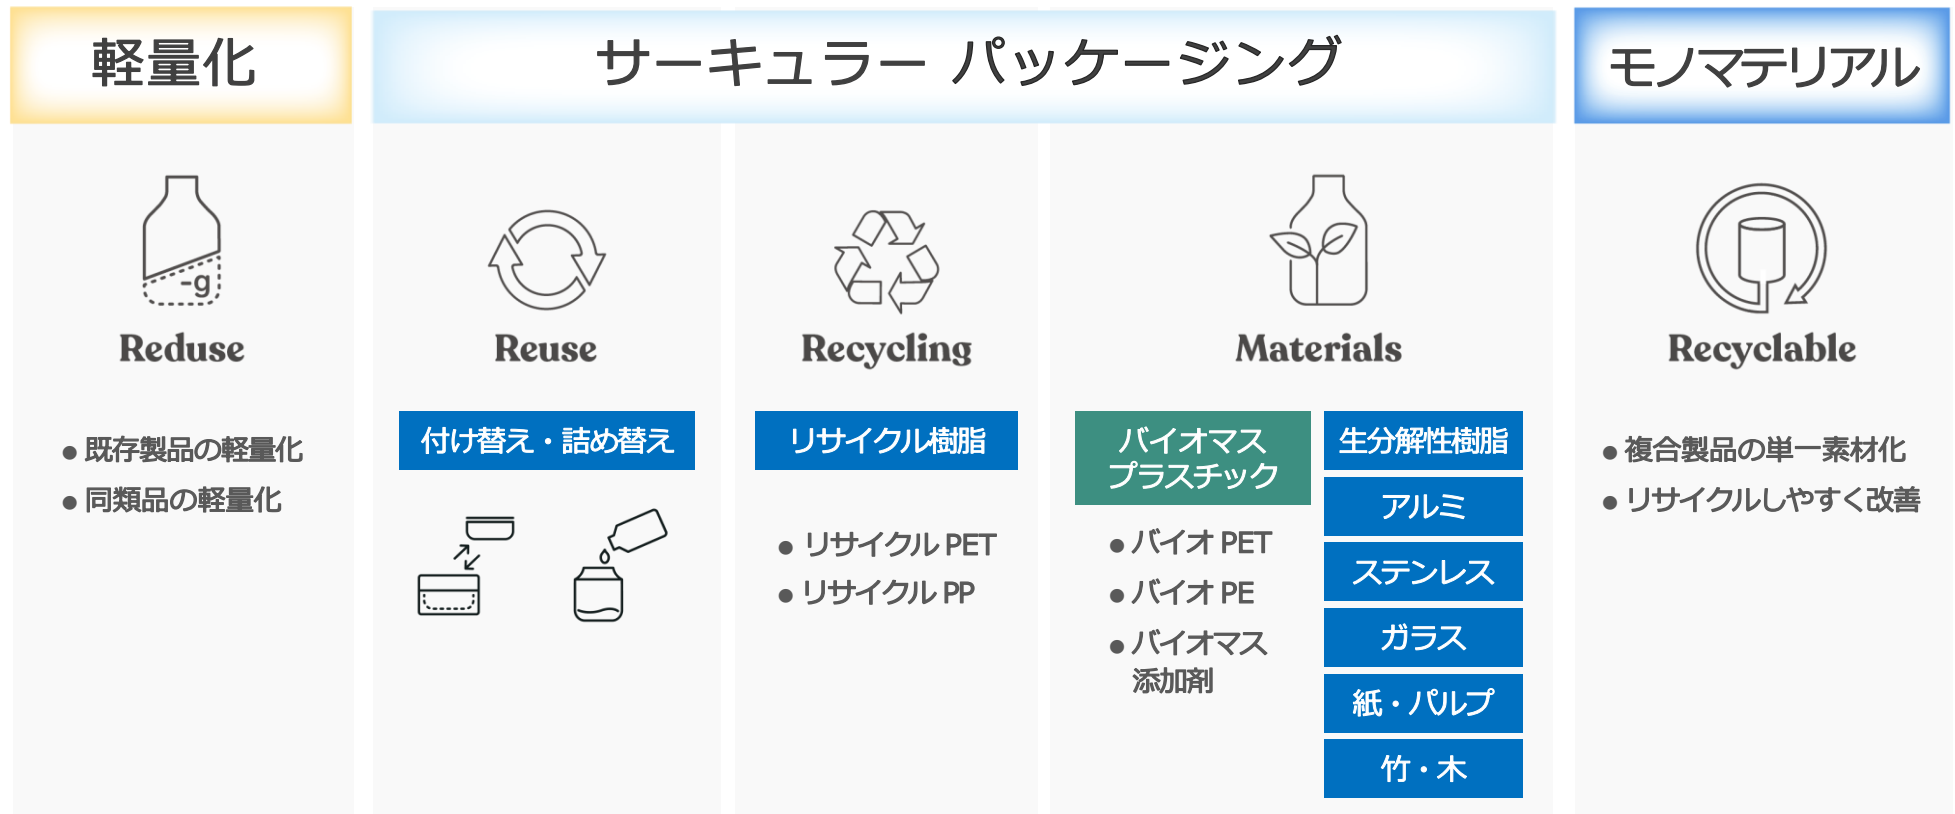 軽量化
-g
Reduse
● 既存製品の軽量化
● 同類品の軽量化
サーキュラー パッケージング
Reuse
付け替え・詰め替え
Recycling
リサイクル樹脂
● リサイクル PET
● リサイクル PP
Materials
バイオマス
プラスチック
● バイオ PET
● バイオ PE
● バイオマス
添加剤
生分解性樹脂
アルミ
ステンレス
ガラス
紙・パルプ
竹・木
モノマテリアル
Recyclable
● 複合製品の単一素材化
● リサイクルしやすく改善